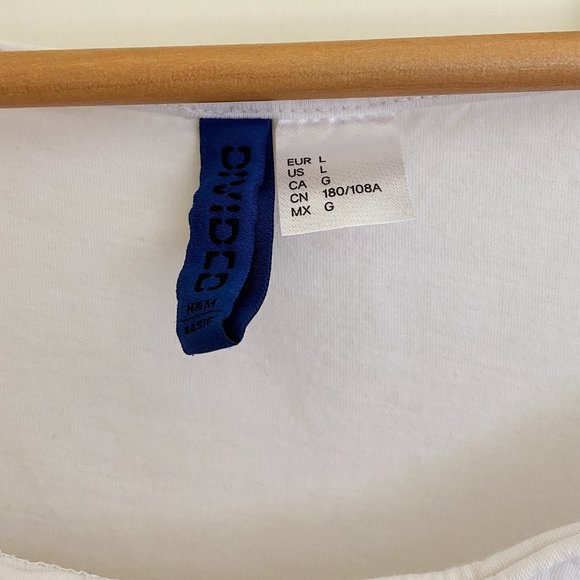 DIVIDED
H&M
BASIC
EUR L
US L
CA G
CN 180/108A
MX G